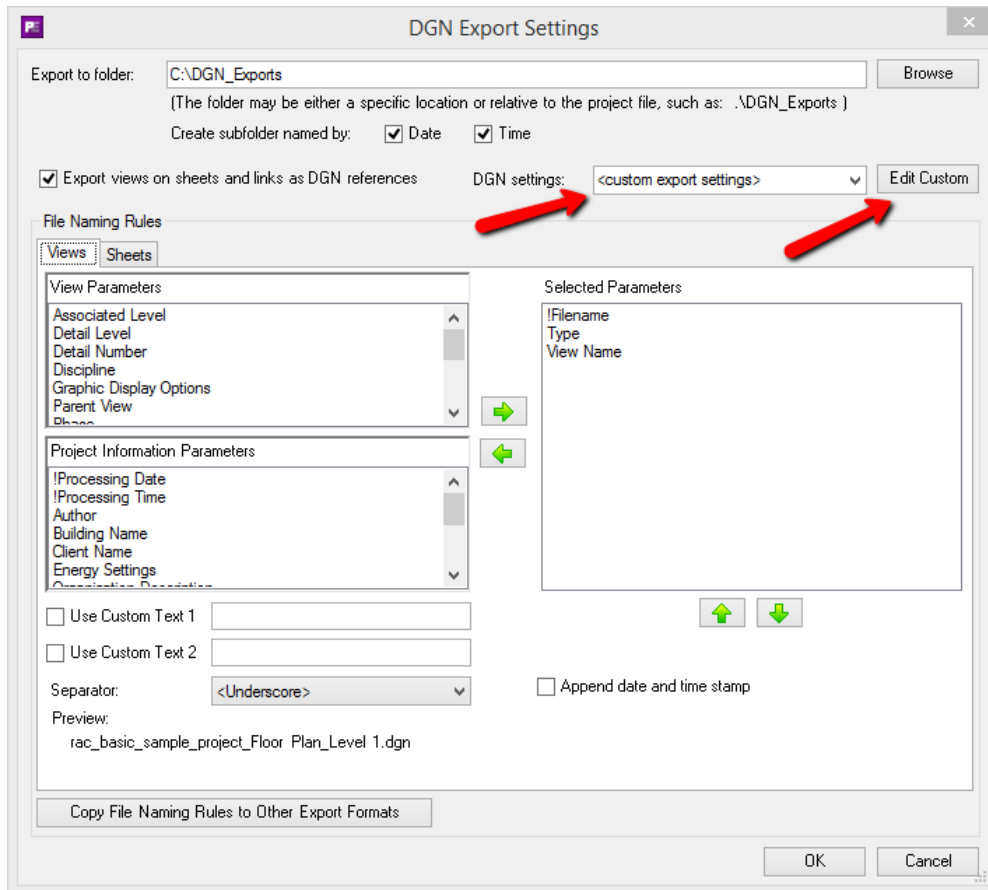 PE
DGN Export Settings
Export to folder: C:\DGN_Exports Browse
(The folder may be either a specific location or relative to the project file, such as: .\DGN_Exports )
Create subfolder named by: Date Time
Export views on sheets and links as DGN references DGN settings: <custom export settings> Edit Custom
File Naming Rules
Views Sheets
View Parameters
Associated Level
Detail Level
Detail Number
Discipline
Graphic Display Options
Parent View
Phase
Project Information Parameters
!Processing Date
!Processing Time
Author
Building Name
Client Name
Energy Settings
Organization Description
Selected Parameters
!Filename
Type
View Name
Use Custom Text 1
Use Custom Text 2
Separator: <Underscore>
Append date and time stamp
Preview:
rac_basic_sample_project_Floor Plan_Level 1.dgn
Copy File Naming Rules to Other Export Formats
OK Cancel